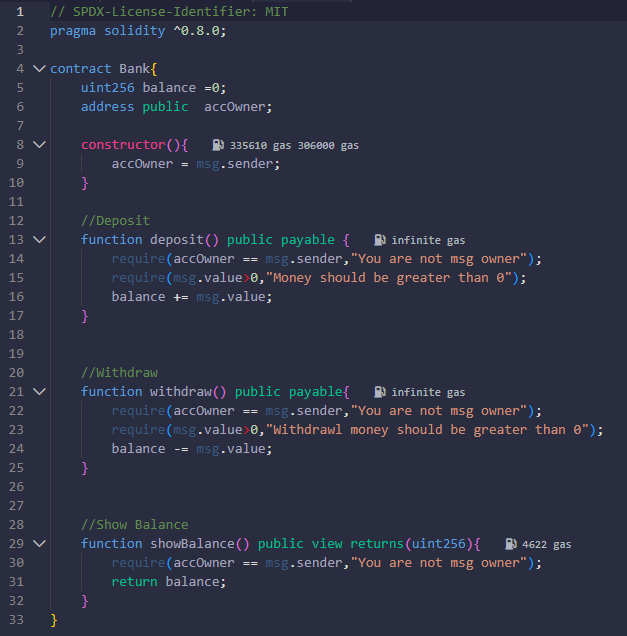 1 // SPDX-License-Identifier: MIT
2 pragma solidity ^0.8.0;
3
4 contract Bank{
5 uint256 balance =0;
6 address public  accOwner;
7
8 constructor(){ 335610 gas 306000 gas
9 accOwner = msg.sender;
10 }
11
12 //Deposit
13 function deposit() public payable { infinite gas
14 require(accOwner == msg.sender,"You are not msg owner");
15 require(msg.value>0,"Money should be greater than 0");
16 balance += msg.value;
17 }
18
19
20 //Withdraw
21 function withdraw() public payable{ infinite gas
22 require(accOwner == msg.sender,"You are not msg owner");
23 require(msg.value>0,"Withdrawl money should be greater than 0");
24 balance -= msg.value;
25 }
26
27
28 //Show Balance
29 function showBalance() public view returns(uint256){ 4622 gas
30 require(accOwner == msg.sender,"You are not msg owner");
31 return balance;
32 }
33 }